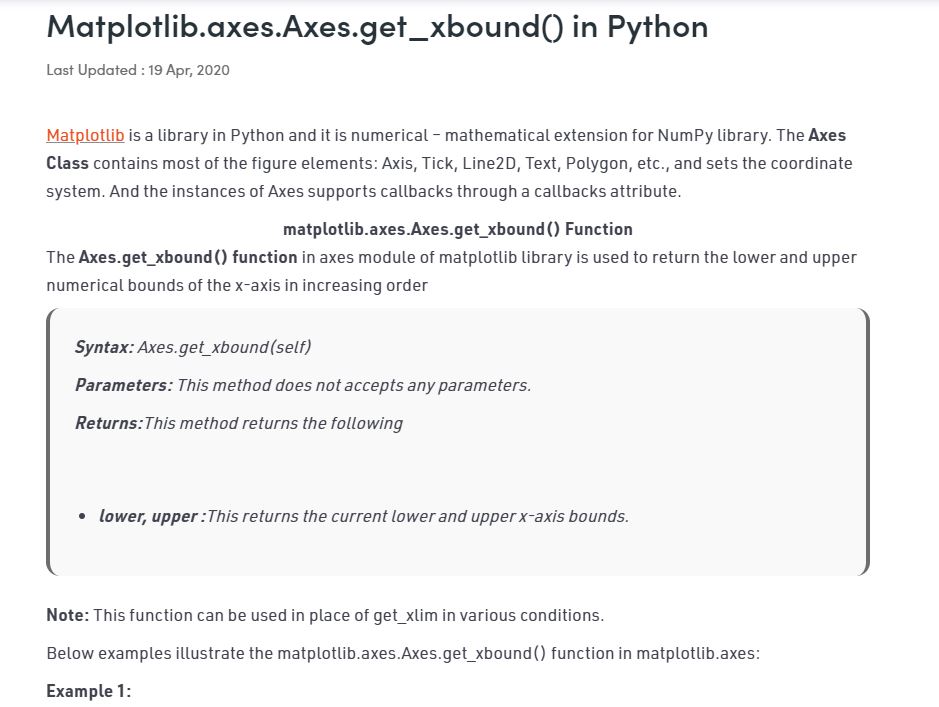 Matplotlib.axes.Axes.get_xbound() in Python
Last Updated : 19 Apr, 2020
Matplotlib is a library in Python and it is numerical – mathematical extension for NumPy library. The Axes
Class contains most of the figure elements: Axis, Tick, Line2D, Text, Polygon, etc., and sets the coordinate
system. And the instances of Axes supports callbacks through a callbacks attribute.
matplotlib.axes.Axes.get_xbound() Function
The Axes.get_xbound() function in axes module of matplotlib library is used to return the lower and upper
numerical bounds of the x-axis in increasing order
Syntax: Axes.get_xbound(self)
Parameters: This method does not accepts any parameters.
Returns:This method returns the following
• lower, upper :This returns the current lower and upper x-axis bounds.
Note: This function can be used in place of get_xlim in various conditions.
Below examples illustrate the matplotlib.axes.Axes.get_xbound() function in matplotlib.axes:
Example 1: